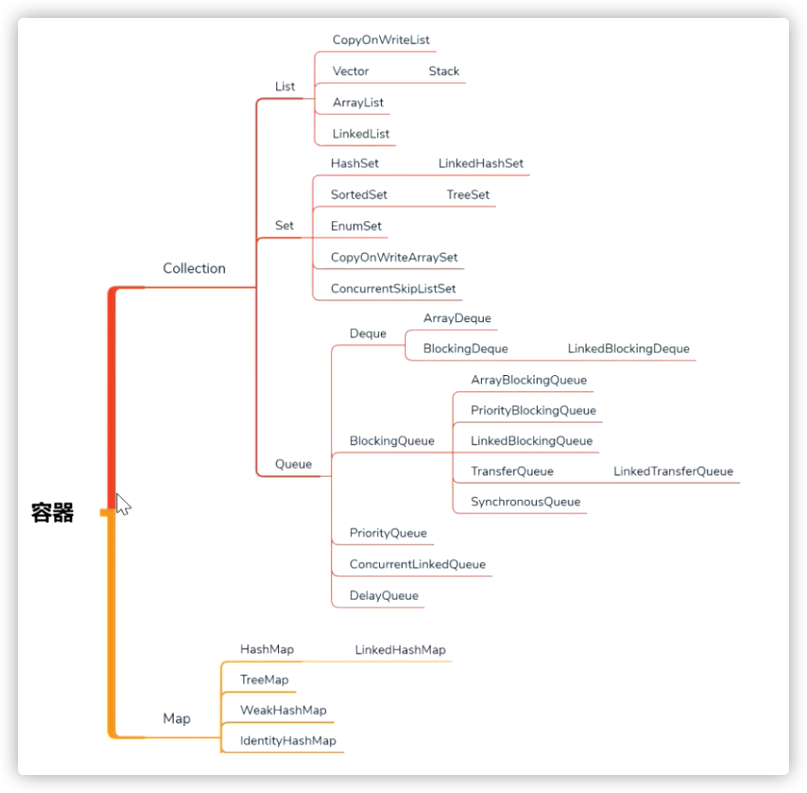 CopyOnWriteList
Vector Stack
List
ArrayList
LinkedList
HashSet LinkedHashSet
SortedSet TreeSet
Set
EnumSet
CopyOnWriteArraySet
Collection
ConcurrentSkipListSet
ArrayDeque
Deque
BlockingDeque LinkedBlockingDeque
ArrayBlockingQueue
PriorityBlockingQueue
BlockingQueue
LinkedBlockingQueue
Queue
TransferQueue LinkedTransferQueue
SynchronousQueue
容器
PriorityQueue
ConcurrentLinkedQueue
DelayQueue
HashMap LinkedHashMap
TreeMap
Map
WeakHashMap
IdentityHashMap